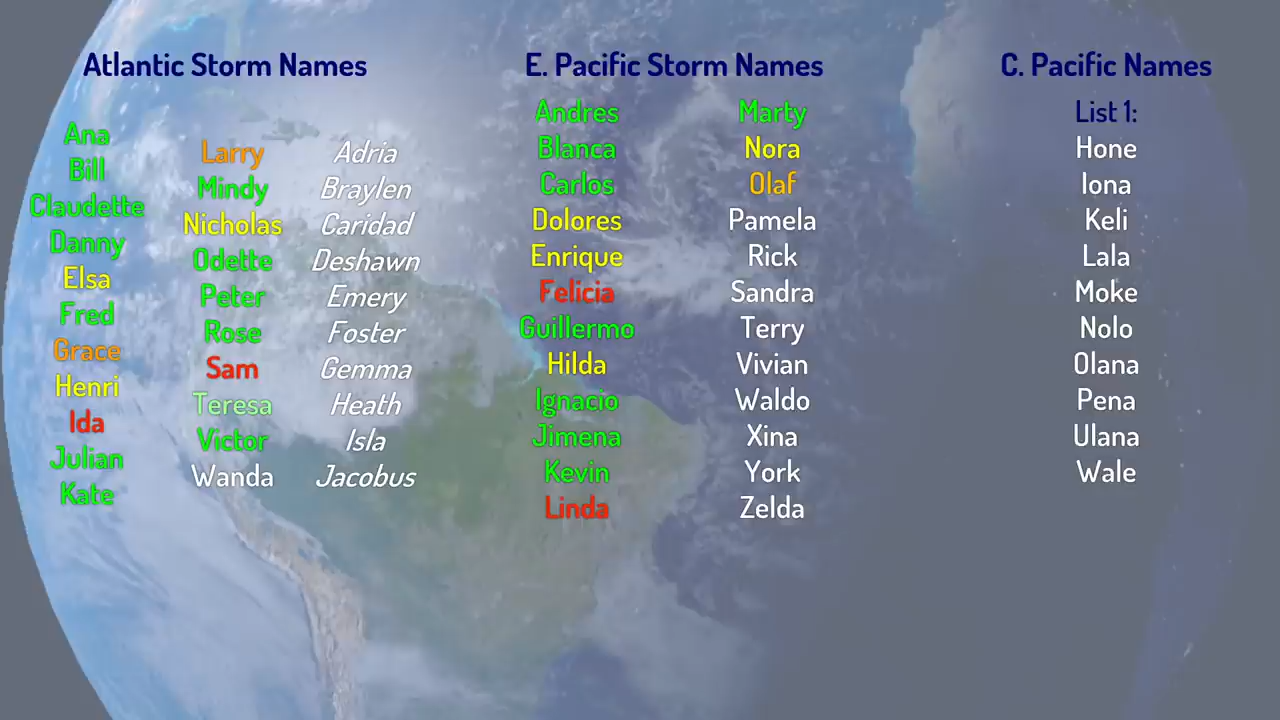 Atlantic Storm Names
Ana
Bill
Claudette
Danny
Elsa
Fred
Grace
Henri
Ida
Julian
Kate
Larry
Mindy
Nicholas
Odette
Peter
Rose
Sam
Teresa
Victor
Wanda
Adria
Braylen
Caridad
Deshawn
Emery
Foster
Gemma
Heath
Isla
Jacobus
E. Pacific Storm Names
Andres
Blanca
Carlos
Dolores
Enrique
Felicia
Guillermo
Hilda
Ignacio
Jimena
Kevin
Linda
Marty
Nora
Olaf
Pamela
Rick
Sandra
Terry
Vivian
Waldo
Xina
York
Zelda
C. Pacific Names
List 1:
Hone
Iona
Keli
Lala
Moke
Nolo
Olana
Pena
Ulana
Wale